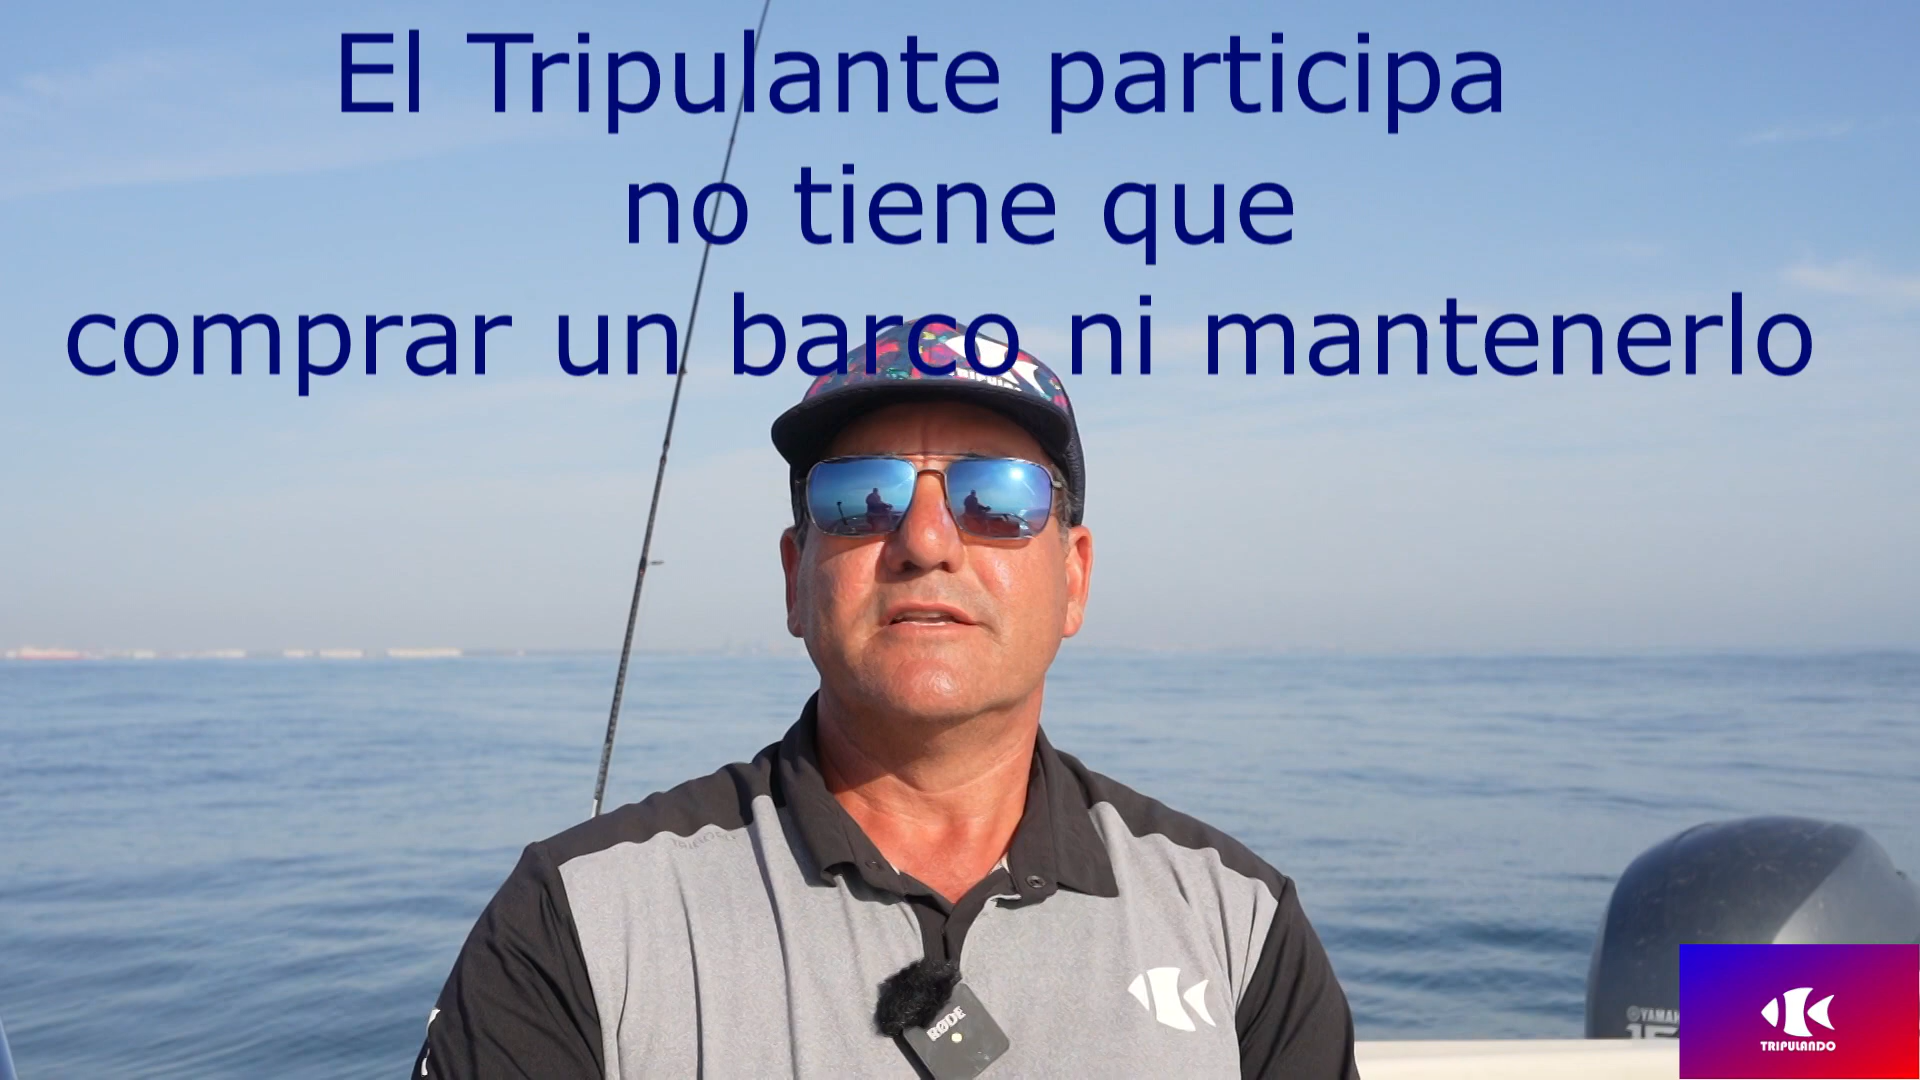 El Tripulante participa
no tiene que
comprar un barco ni mantenerlo
RØDE
TRIPULANDO